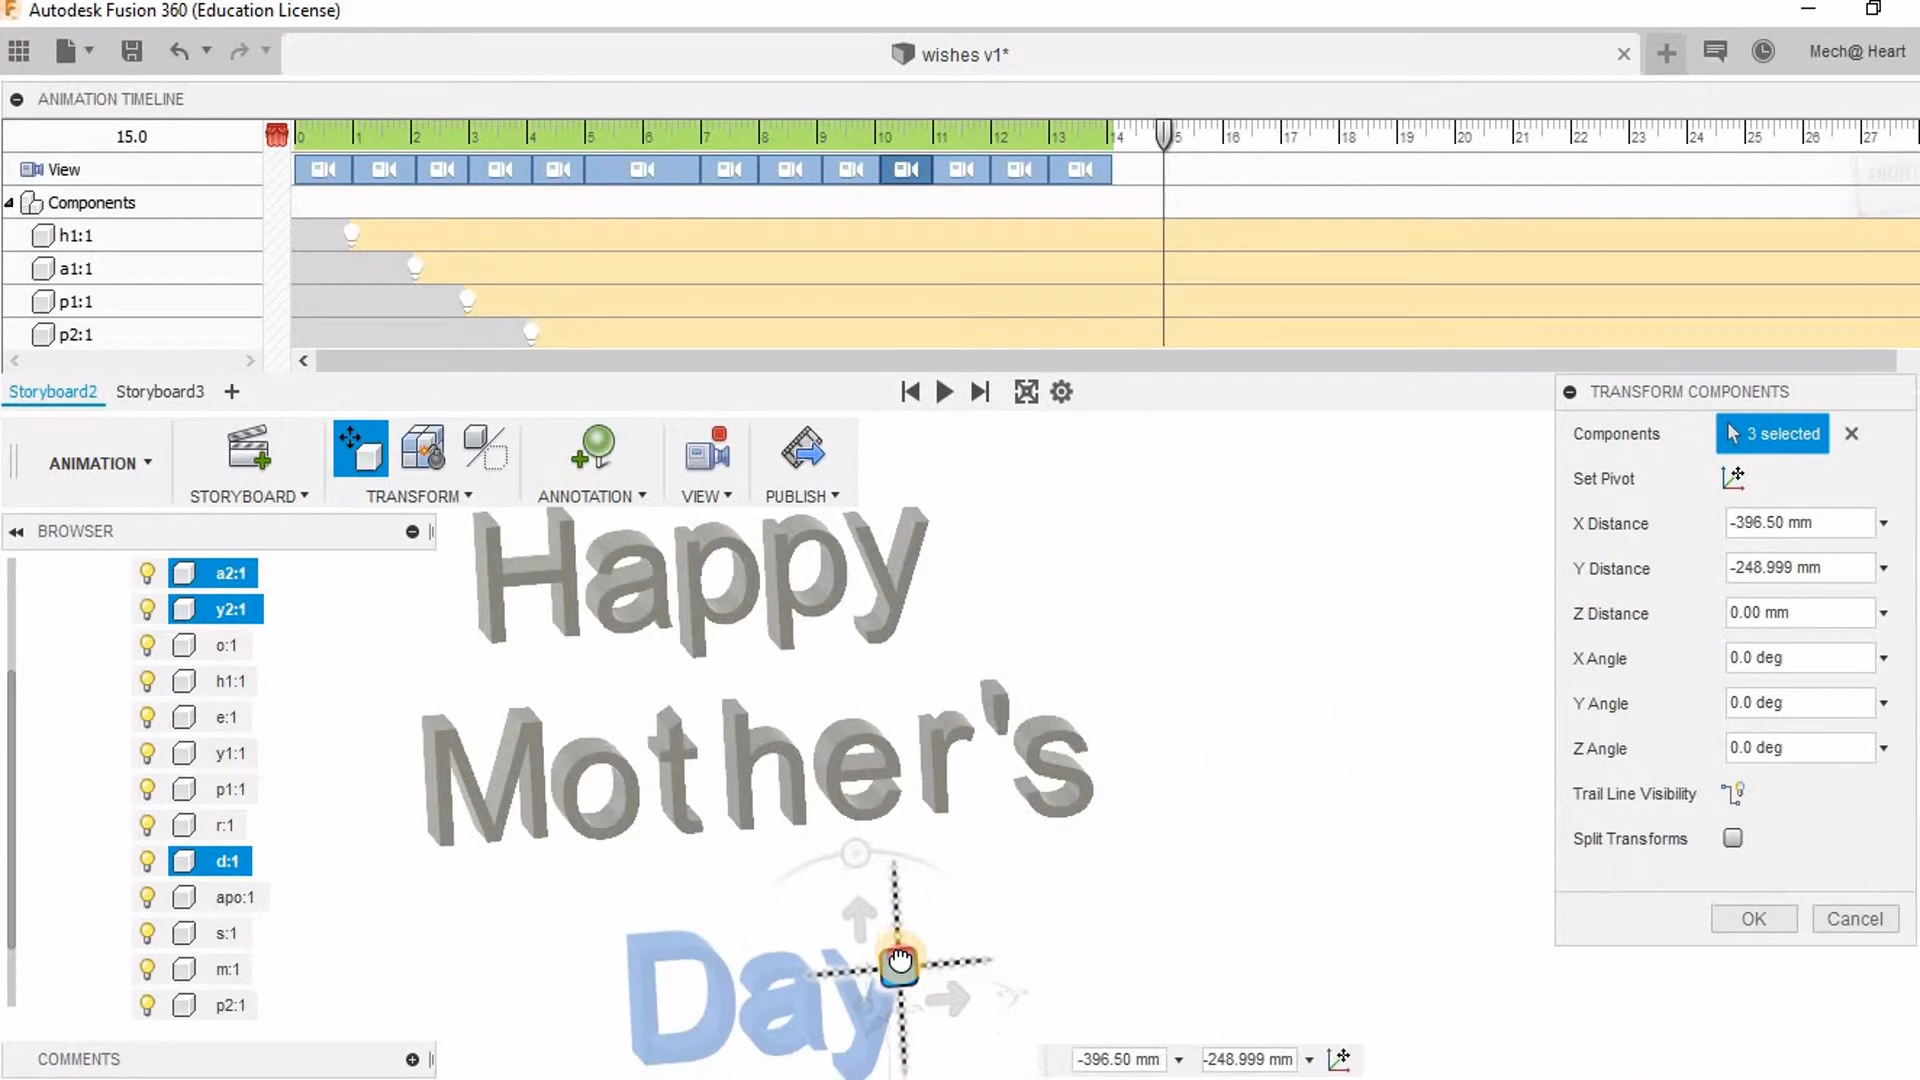 Autodesk Fusion 360 (Education License)
wishes v1*
Mech@ Heart
ANIMATION TIMELINE
15.0
0 1 2 3 4 5 6 7 8 9 10 11 12 13 14 5 16 17 18 19 20 21 22 23 24 25 26 27
View
Components
h1:1
a1:1
p1:1
p2:1
Storyboard2 Storyboard3
ANIMATION
STORYBOARD TRANSFORM ANNOTATION VIEW PUBLISH
BROWSER
a2:1
y2:1
o:1
h1:1
e:1
y1:1
p1:1
r:1
d:1
apo:1
s:1
m:1
p2:1
COMMENTS
Happy
Mother's
Day
TRANSFORM COMPONENTS
Components 3 selected
Set Pivot
X Distance -396.50 mm
Y Distance -248.999 mm
Z Distance 0.00 mm
X Angle 0.0 deg
Y Angle 0.0 deg
Z Angle 0.0 deg
Trail Line Visibility
Split Transforms
OK Cancel
-396.50 mm -248.999 mm